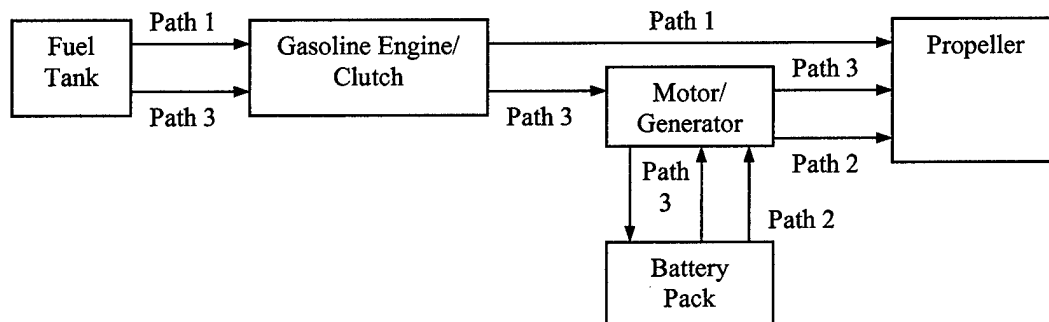 Path 1
Path 1
Fuel
Tank
Gasoline Engine/
Clutch
Propeller
Path 3
Path 3
Path 3
Motor/
Generator
Path 2
Path
3
Path 2
Battery
Pack